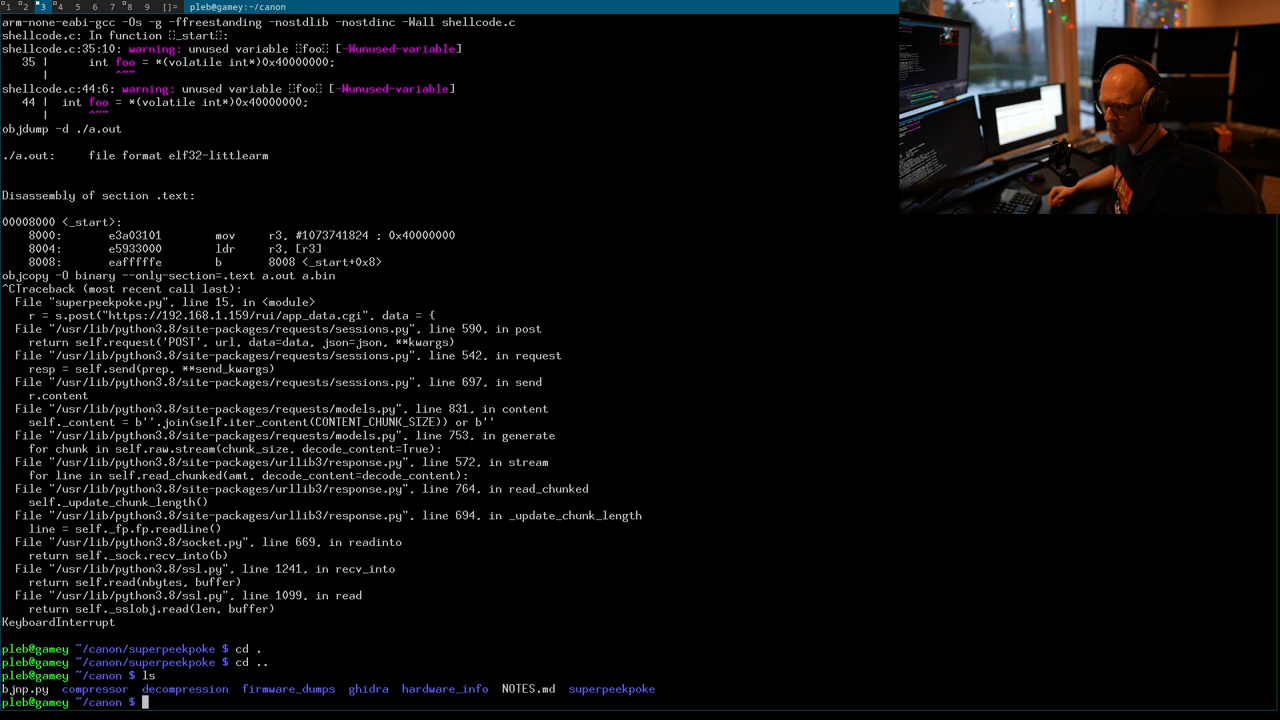 1 2 3 4 5 6 7 8 9 []= pleb@gamey:~/canon
arm-none-eabi-gcc -Os -g -ffreestanding -nostdlib -nostdinc -Wall shellcode.c
shellcode.c: In function _start:
shellcode.c:35:10: warning: unused variable foo [-Wunused-variable]
35 | int foo = *(volatile int*)0x40000000;
| ^~~
shellcode.c:44:6: warning: unused variable foo [-Wunused-variable]
44 | int foo = *(volatile int*)0x40000000;
| ^~~
objdump -d ./a.out
./a.out: file format elf32-littlearm
Disassembly of section .text:
00008000 <_start>:
8000: e3a03101 mov r3, #1073741824 ; 0x40000000
8004: e5933000 ldr r3, [r3]
8008: eafffffe b 8008 <_start+0x8>
objcopy -O binary --only-section=.text a.out a.bin
^CTraceback (most recent call last):
File "superpeekpoke.py", line 15, in <module>
r = s.post("https://192.168.1.159/rui/app_data.cgi", data = {
File "/usr/lib/python3.8/site-packages/requests/sessions.py", line 590, in post
return self.request('POST', url, data=data, json=json, **kwargs)
File "/usr/lib/python3.8/site-packages/requests/sessions.py", line 542, in request
resp = self.send(prep, **send_kwargs)
File "/usr/lib/python3.8/site-packages/requests/sessions.py", line 697, in send
r.content
File "/usr/lib/python3.8/site-packages/requests/models.py", line 831, in content
self._content = b''.join(self.iter_content(CONTENT_CHUNK_SIZE)) or b''
File "/usr/lib/python3.8/site-packages/requests/models.py", line 753, in generate
for chunk in self.raw.stream(chunk_size, decode_content=True):
File "/usr/lib/python3.8/site-packages/urllib3/response.py", line 572, in stream
for line in self.read_chunked(amt, decode_content=decode_content):
File "/usr/lib/python3.8/site-packages/urllib3/response.py", line 764, in read_chunked
self._update_chunk_length()
File "/usr/lib/python3.8/site-packages/urllib3/response.py", line 694, in _update_chunk_length
line = self._fp.fp.readline()
File "/usr/lib/python3.8/socket.py", line 669, in readinto
return self._sock.recv_into(b)
File "/usr/lib/python3.8/ssl.py", line 1241, in recv_into
return self.read(nbytes, buffer)
File "/usr/lib/python3.8/ssl.py", line 1099, in read
return self._sslobj.read(len, buffer)
KeyboardInterrupt
pleb@gamey ~/canon/superpeekpoke $ cd .
pleb@gamey ~/canon/superpeekpoke $ cd ..
pleb@gamey ~/canon $ ls
bjnp.py compressor decompression firmware_dumps ghidra hardware_info NOTES.md superpeekpoke
pleb@gamey ~/canon $